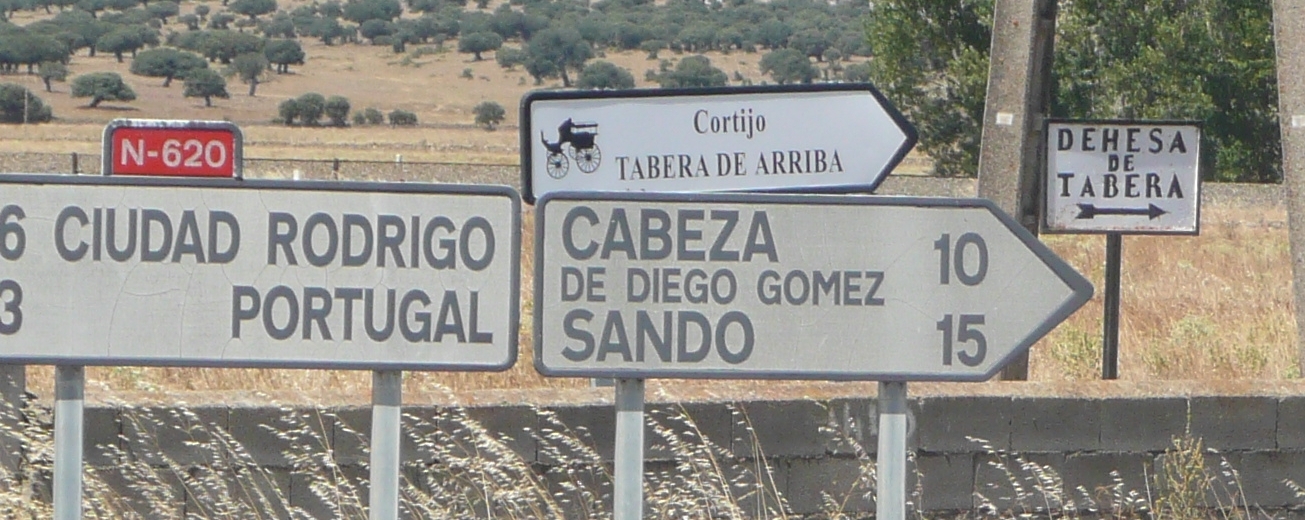 N-620
6 CIUDAD RODRIGO
3 PORTUGAL
Cortijo
TABERA DE ARRIBA
CABEZA
DE DIEGO GOMEZ 10
SANDO 15
DEHESA
DE
TABERA